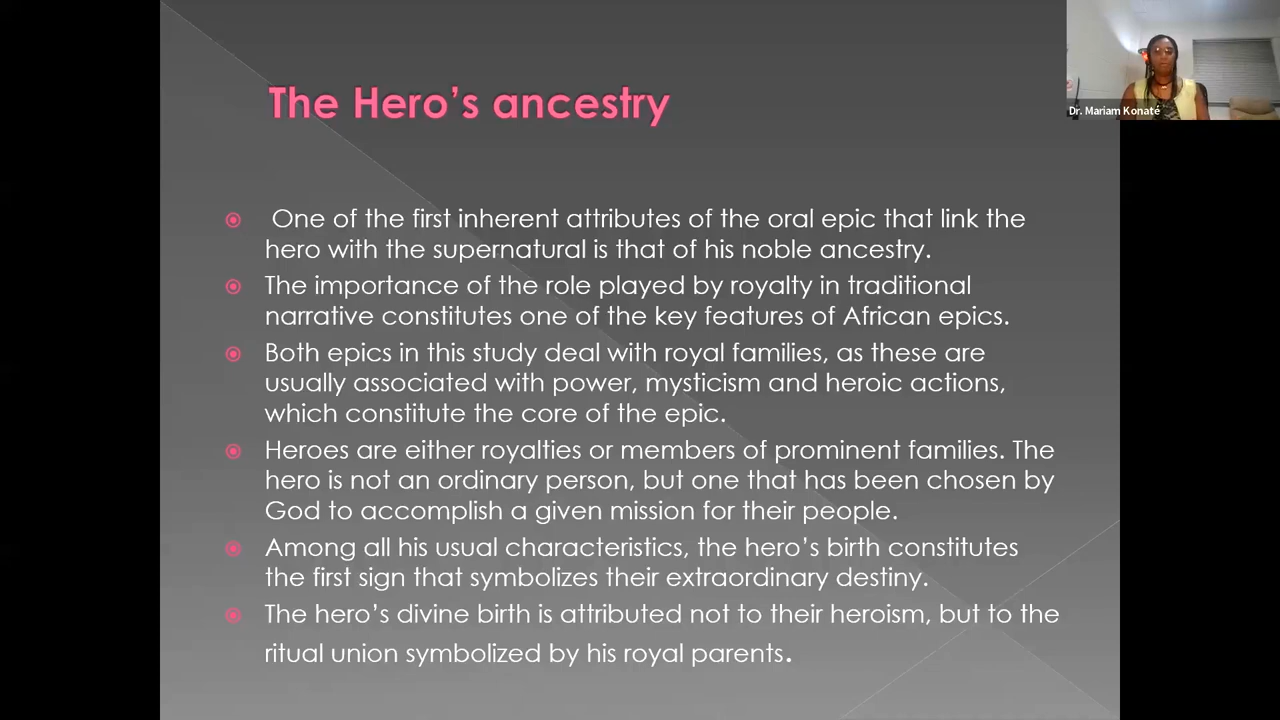 The Hero's ancestry
Dr. Mariam Konaté
One of the first inherent attributes of the oral epic that link the
hero with the supernatural is that of his noble ancestry.
The importance of the role played by royalty in traditional
narrative constitutes one of the key features of African epics.
Both epics in this study deal with royal families, as these are
usually associated with power, mysticism and heroic actions,
which constitute the core of the epic.
Heroes are either royalties or members of prominent families. The
hero is not an ordinary person, but one that has been chosen by
God to accomplish a given mission for their people.
Among all his usual characteristics, the hero's birth constitutes
the first sign that symbolizes their extraordinary destiny.
The hero's divine birth is attributed not to their heroism, but to the
ritual union symbolized by his royal parents.